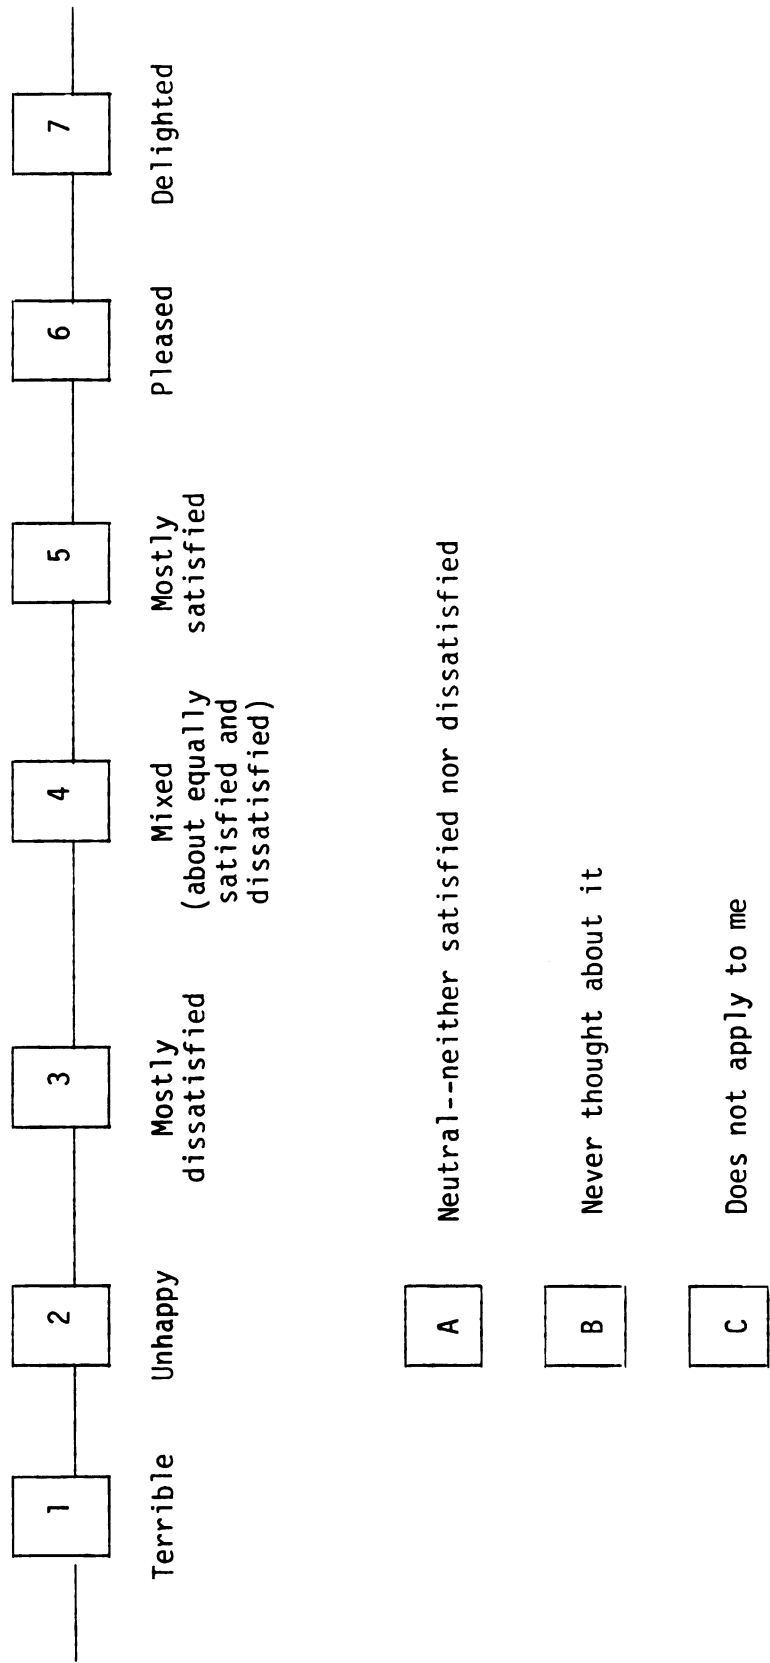 1 2 3 4 5 6 7
Terrible Unhappy Mostly Mixed Mostly Pleased Delighted
dissatisfied (about equally satisfied
satisfied and
dissatisfied)
A Neutral--neither satisfied nor dissatisfied
B Never thought about it
C Does not apply to me